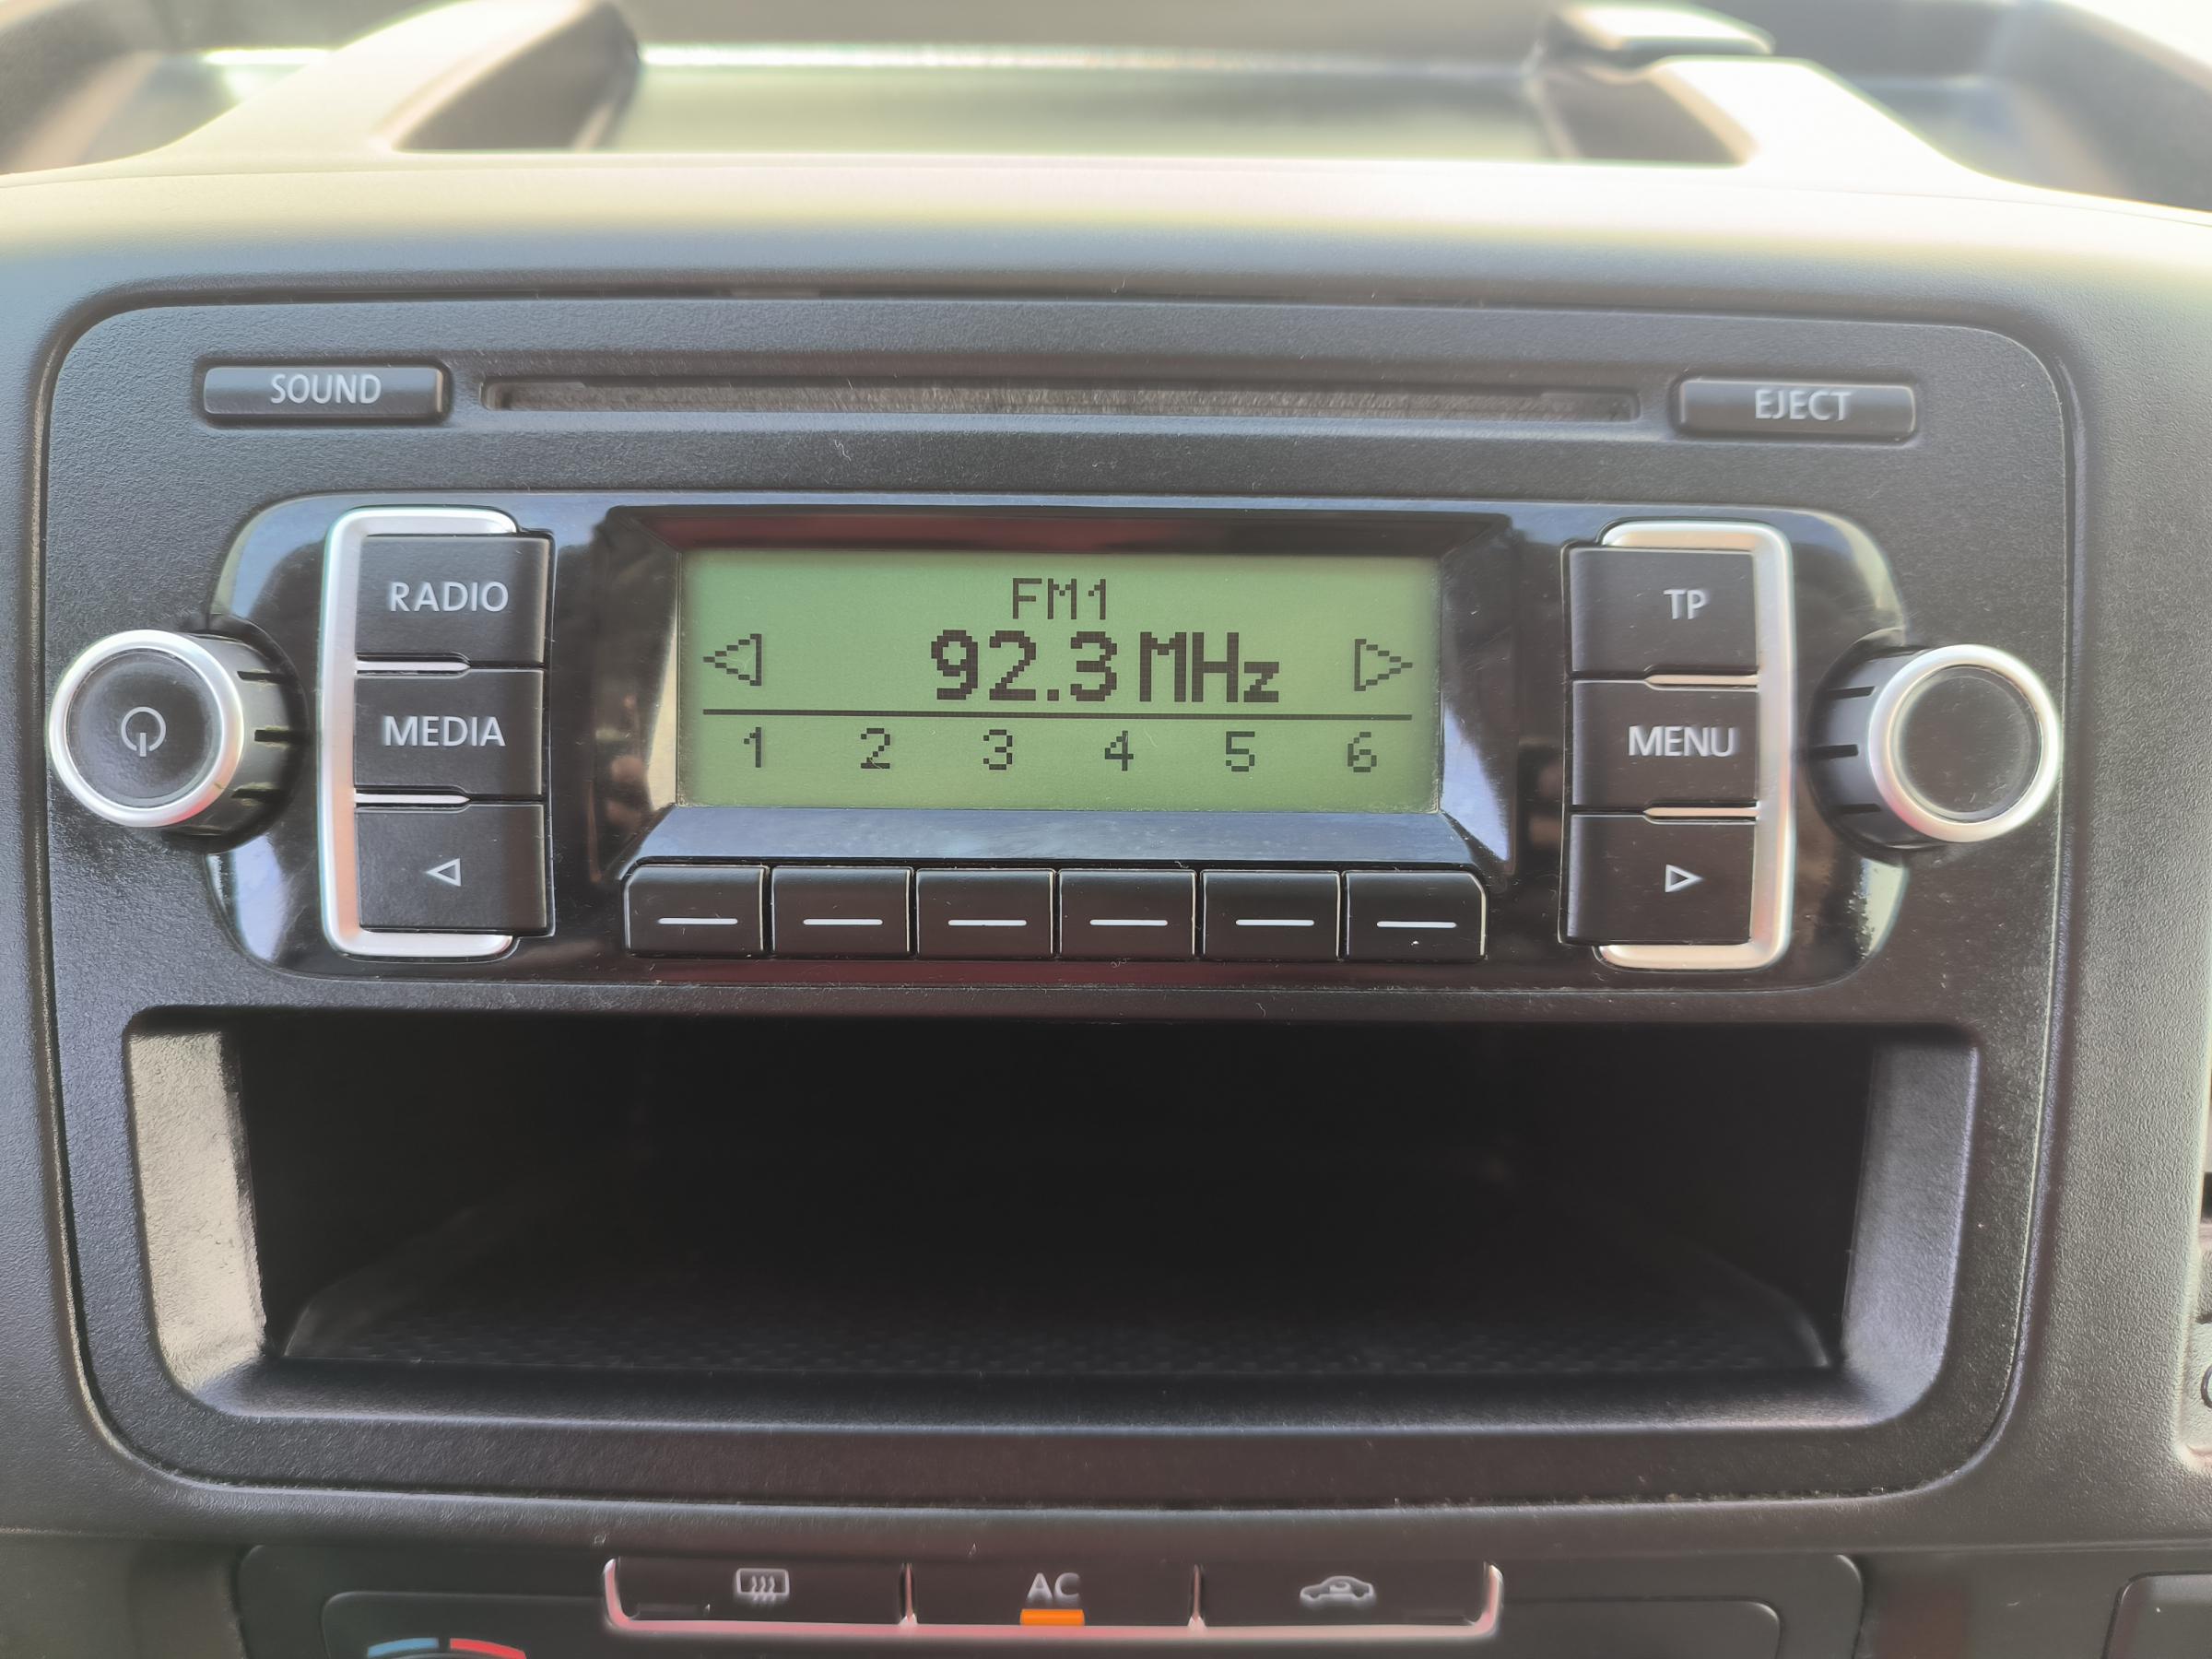 SOUND
EJECT
RADIO
MEDIA
FM1
92.3 MHz
1 2 3 4 5 6
TP
MENU
AC